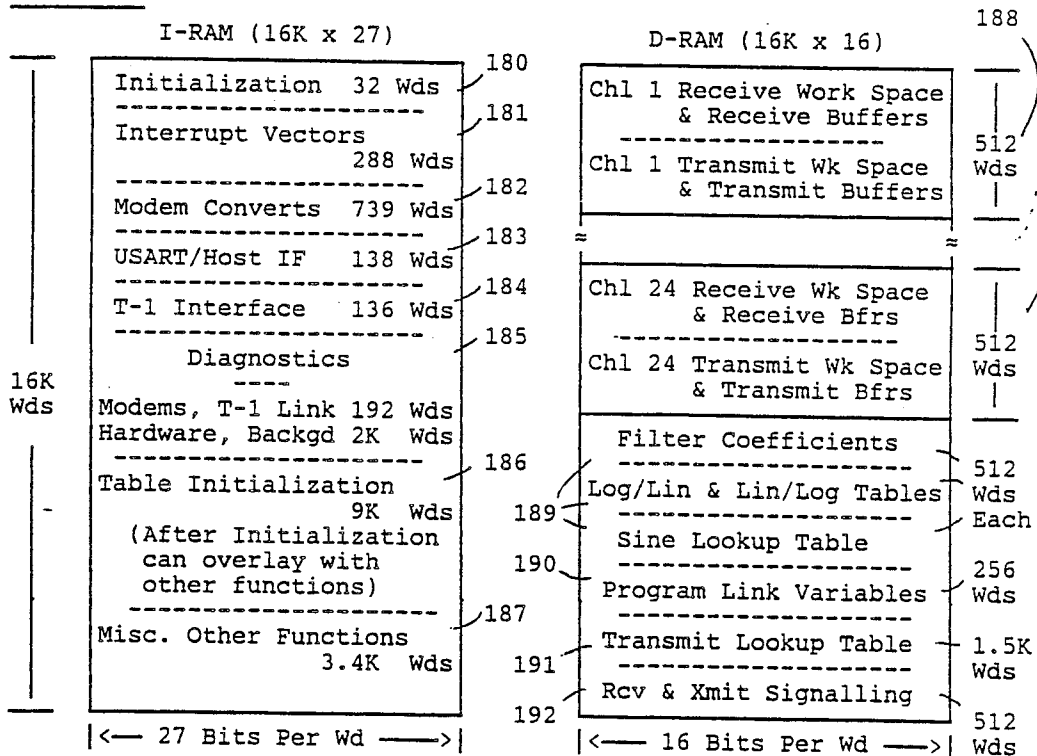 I-RAM (16K x 27)
180
Initialization 32 Wds
181
Interrupt Vectors
288 Wds
182
Modem Converts 739 Wds
183
USART/Host IF 138 Wds
184
T-1 Interface 136 Wds
185
Diagnostics
Modems, T-1 Link 192 Wds
Hardware, Backgd 2K Wds
186
Table Initialization
9K Wds
(After Initialization
can overlay with
other functions)
187
Misc. Other Functions
3.4K Wds
16K
Wds
|<— 27 Bits Per Wd —>|
D-RAM (16K x 16)
188
Chl 1 Receive Work Space
& Receive Buffers
Chl 1 Transmit Wk Space
& Transmit Buffers
512
Wds
≈ ≈
Chl 24 Receive Wk Space
& Receive Bfrs
Chl 24 Transmit Wk Space
& Transmit Bfrs
512
Wds
Filter Coefficients
Log/Lin & Lin/Log Tables
Sine Lookup Table
512
Wds
Each
189
190
Program Link Variables
256
Wds
191
Transmit Lookup Table
1.5K
Wds
192
Rcv & Xmit Signalling
512
Wds
|<— 16 Bits Per Wd —>|